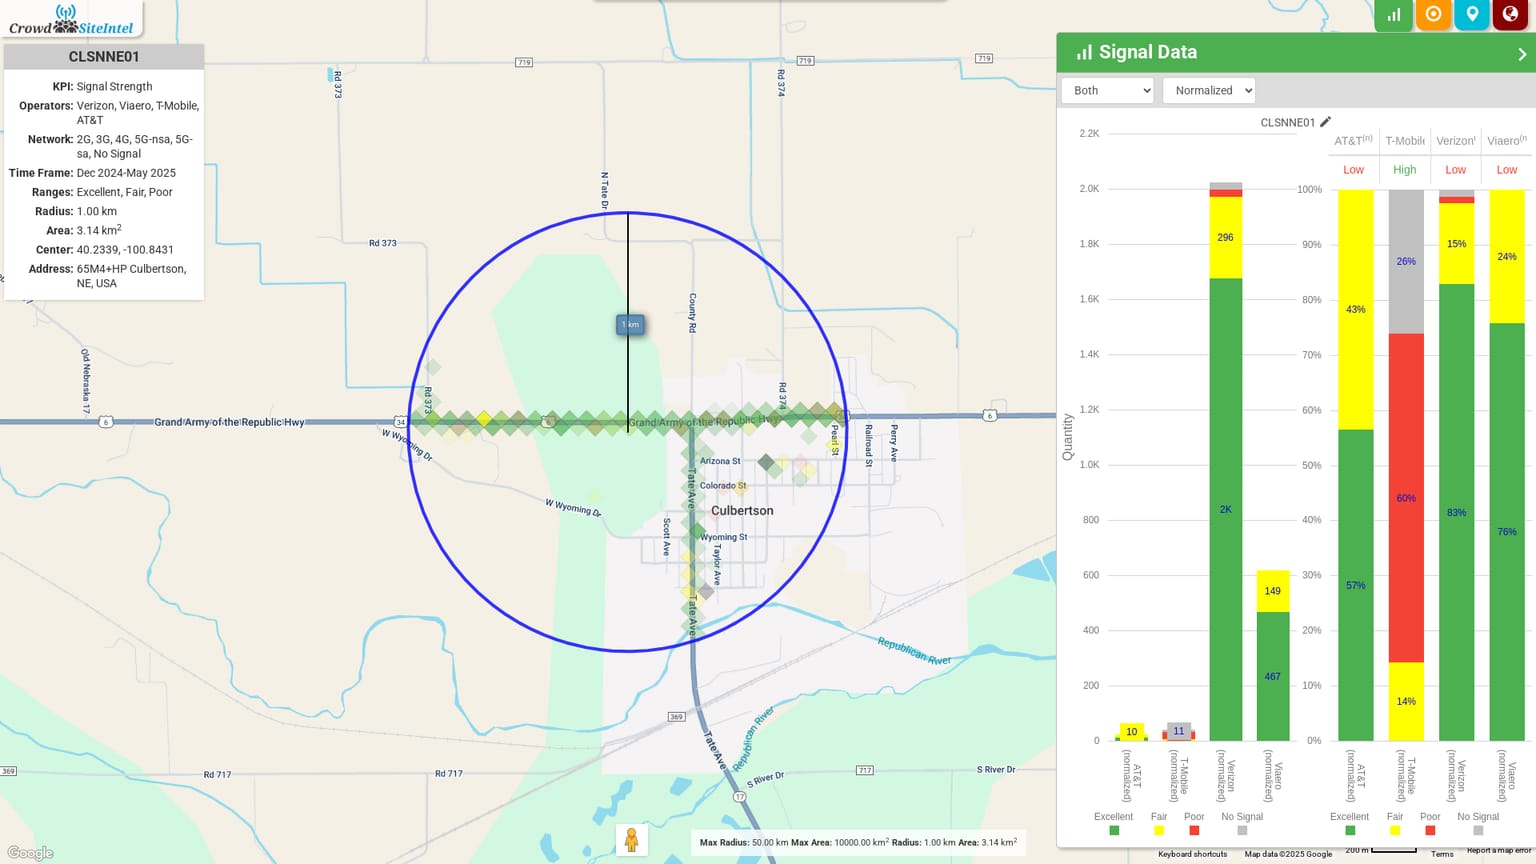 Crowd SiteIntel
CLSNNE01
KPI: Signal Strength
Operators: Verizon, Viaero, T-Mobile,
AT&T
Network: 2G, 3G, 4G, 5G-nsa, 5G-
sa, No Signal
Time Frame: Dec 2024-May 2025
Ranges: Excellent, Fair, Poor
Radius: 1.00 km
Area: 3.14 km²
Center: 40.2339, -100.8431
Address: 65M4+HP Culbertson,
NE, USA
719
719
719
Rd 373
Rd 374
N Tate Dr
Rd 373
County Rd
1 km
Old Nebraska 17
Rd 373
Rd 374
6
Grand Army of the Republic Hwy
34
6
Grand Army of the Republic Hwy
6
W Wyoming Dr
Pearl St
Railroad St
Perry Ave
Arizona St
Tate Ave
Colorado St
W Wyoming Dr
Culbertson
Scott Ave
Wyoming St
Taylor Ave
Tate Ave
Republican River
369
Tate Ave
Republican River
369
Rd 717
Rd 717
S River Dr
717
S River Dr
17
Google
Max Radius: 50.00 km Max Area: 10000.00 km² Radius: 1.00 km Area: 3.14 km²
Keyboard shortcuts
Map data ©2025 Google
200 m
Terms
Report a map error
Signal Data
Both
Normalized
CLSNNE01
AT&T(n)
T-Mobile
Verizon(
Viaero(n
Low
High
Low
Low
Quantity
2.2K
2.0K
1.8K
1.6K
1.4K
1.2K
1.0K
800
600
400
200
0
10
11
296
2K
149
467
AT&T
(normalized)
T-Mobile
(normalized)
Verizon
(normalized)
Viaero
(normalized)
Excellent
Fair
Poor
No Signal
100%
90%
80%
70%
60%
50%
40%
30%
20%
10%
0%
43%
57%
26%
60%
14%
15%
83%
24%
76%
AT&T
(normalized)
T-Mobile
(normalized)
Verizon
(normalized)
Viaero
(normalized)
Excellent
Fair
Poor
No Signal